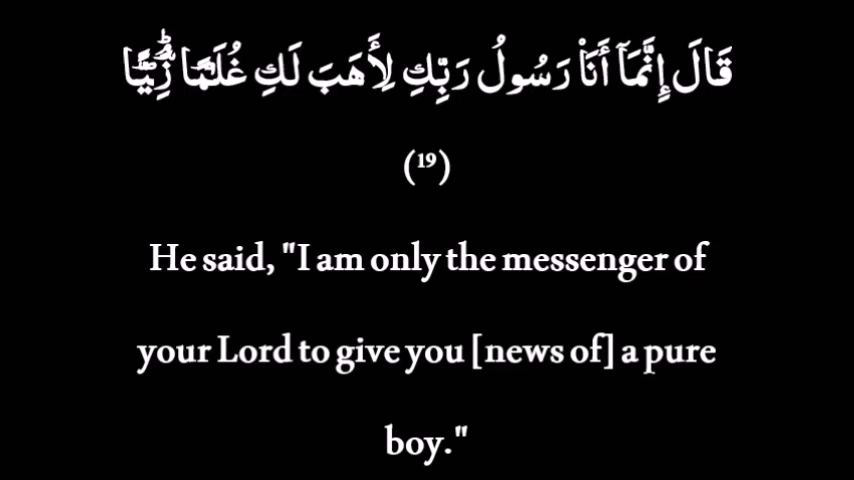 قَالَ إِنَّمَآ أَنَا۠ رَسُولُ رَبِّكِ لِأَهَبَ لَكِ غُلَٰمًا زَكِيًّا
(19)
He said, "I am only the messenger of
your Lord to give you [news of] a pure
boy."